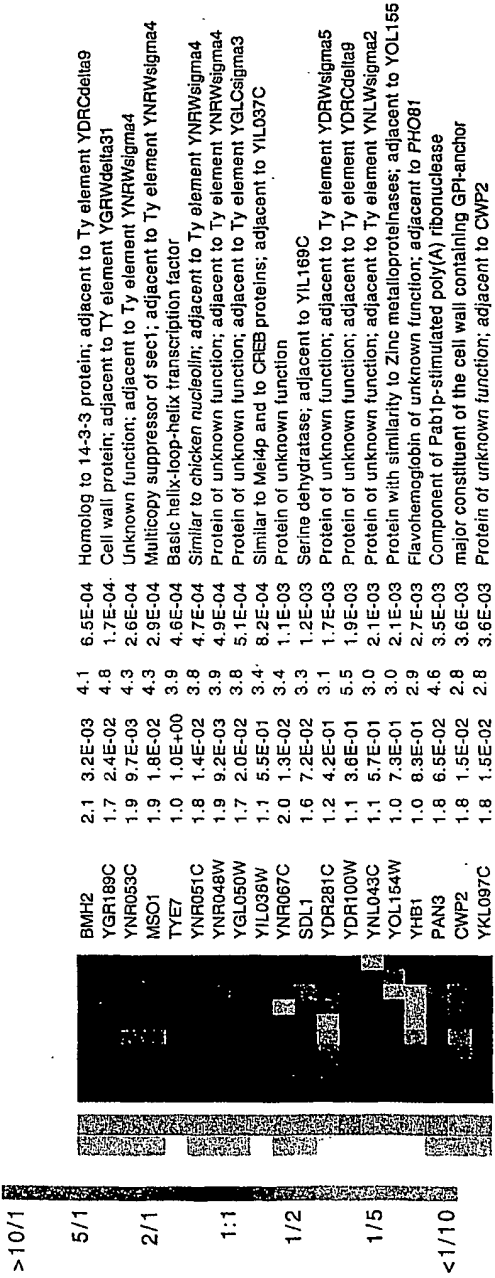 >10/1
5/1
2/1
1:1
1/2
1/5
<1/10
BMH2 2.1 3.2E-03 4.1 6.5E-04 Homolog to 14-3-3 protein; adjacent to Ty element YDRCdelta9
YGR189C 1.7 2.4E-02 4.8 1.7E-04 Cell wall protein; adjacent to TY element YGRWdelta31
YNR053C 1.9 9.7E-03 4.3 2.6E-04 Unknown function; adjacent to Ty element YNRWsigma4
MSO1 1.9 1.8E-02 4.3 2.9E-04 Multicopy suppressor of sec1; adjacent to Ty element YNRWsigma4
TYE7 1.0 1.0E+00 3.9 4.6E-04 Basic helix-loop-helix transcription factor
YNR051C 1.8 1.4E-02 3.8 4.7E-04 Similar to chicken nucleolin; adjacent to Ty element YNRWsigma4
YNR048W 1.9 9.2E-03 3.9 4.9E-04 Protein of unknown function; adjacent to Ty element YNRWsigma4
YGL050W 1.7 2.0E-02 3.8 5.1E-04 Protein of unknown function; adjacent to Ty element YGLCsigma3
YIL036W 1.1 5.5E-01 3.4 8.2E-04 Similar to Mel4p and to CREB proteins; adjacent to YIL037C
YNR067C 2.0 1.3E-02 3.4 1.1E-03 Protein of unknown function
SDL1 1.6 7.2E-02 3.3 1.2E-03 Serine dehydratase; adjacent to YIL169C
YDR281C 1.2 4.2E-01 3.1 1.7E-03 Protein of unknown function; adjacent to Ty element YDRWsigma5
YDR100W 1.1 3.6E-01 5.5 1.9E-03 Protein of unknown function; adjacent to Ty element YDRCdelta9
YNL043C 1.1 5.7E-01 3.0 2.1E-03 Protein of unknown function; adjacent to Ty element YNLWsigma2
YOL154W 1.0 7.3E-01 3.0 2.1E-03 Protein with similarity to Zinc metalloproteinases; adjacent to YOL155
YHB1 1.0 8.3E-01 2.9 2.7E-03 Flavohemoglobin of unknown function; adjacent to PHO81
PAN3 1.8 6.5E-02 4.6 3.5E-03 Component of Pab1p-stimulated poly(A) ribonuclease
CWP2 1.8 1.5E-02 2.8 3.6E-03 major constituent of the cell wall containing GPI-anchor
YKL097C 1.8 1.5E-02 2.8 3.6E-03 Protein of unknown function; adjacent to CWP2